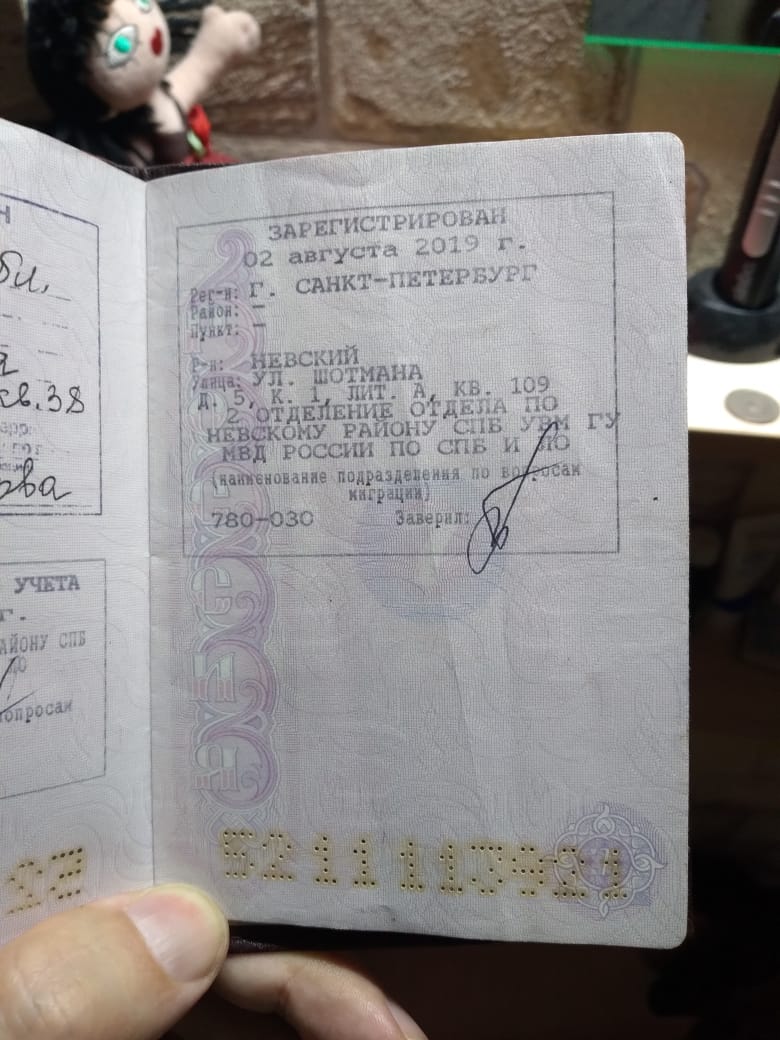 Н
кв. 38
УЧЕТА
г.
РАЙОНУ СПБ
вопросам
ЗАРЕГИСТРИРОВАН
02 августа 2019 г.
Рег-н: Г. САНКТ-ПЕТЕРБУРГ
Район: –
Пункт: –
Р-н: НЕВСКИЙ
Улица: УЛ. ШОТМАНА
Д. 5, К. 1, ЛИТ. А, КВ. 109
2 ОТДЕЛЕНИЕ ОТДЕЛА ПО
НЕВСКОМУ РАЙОНУ СПБ УВМ ГУ
МВД РОССИИ ПО СПБ И ЛО
(наименование подразделения по вопросам
миграции)
780-030 Заверил: